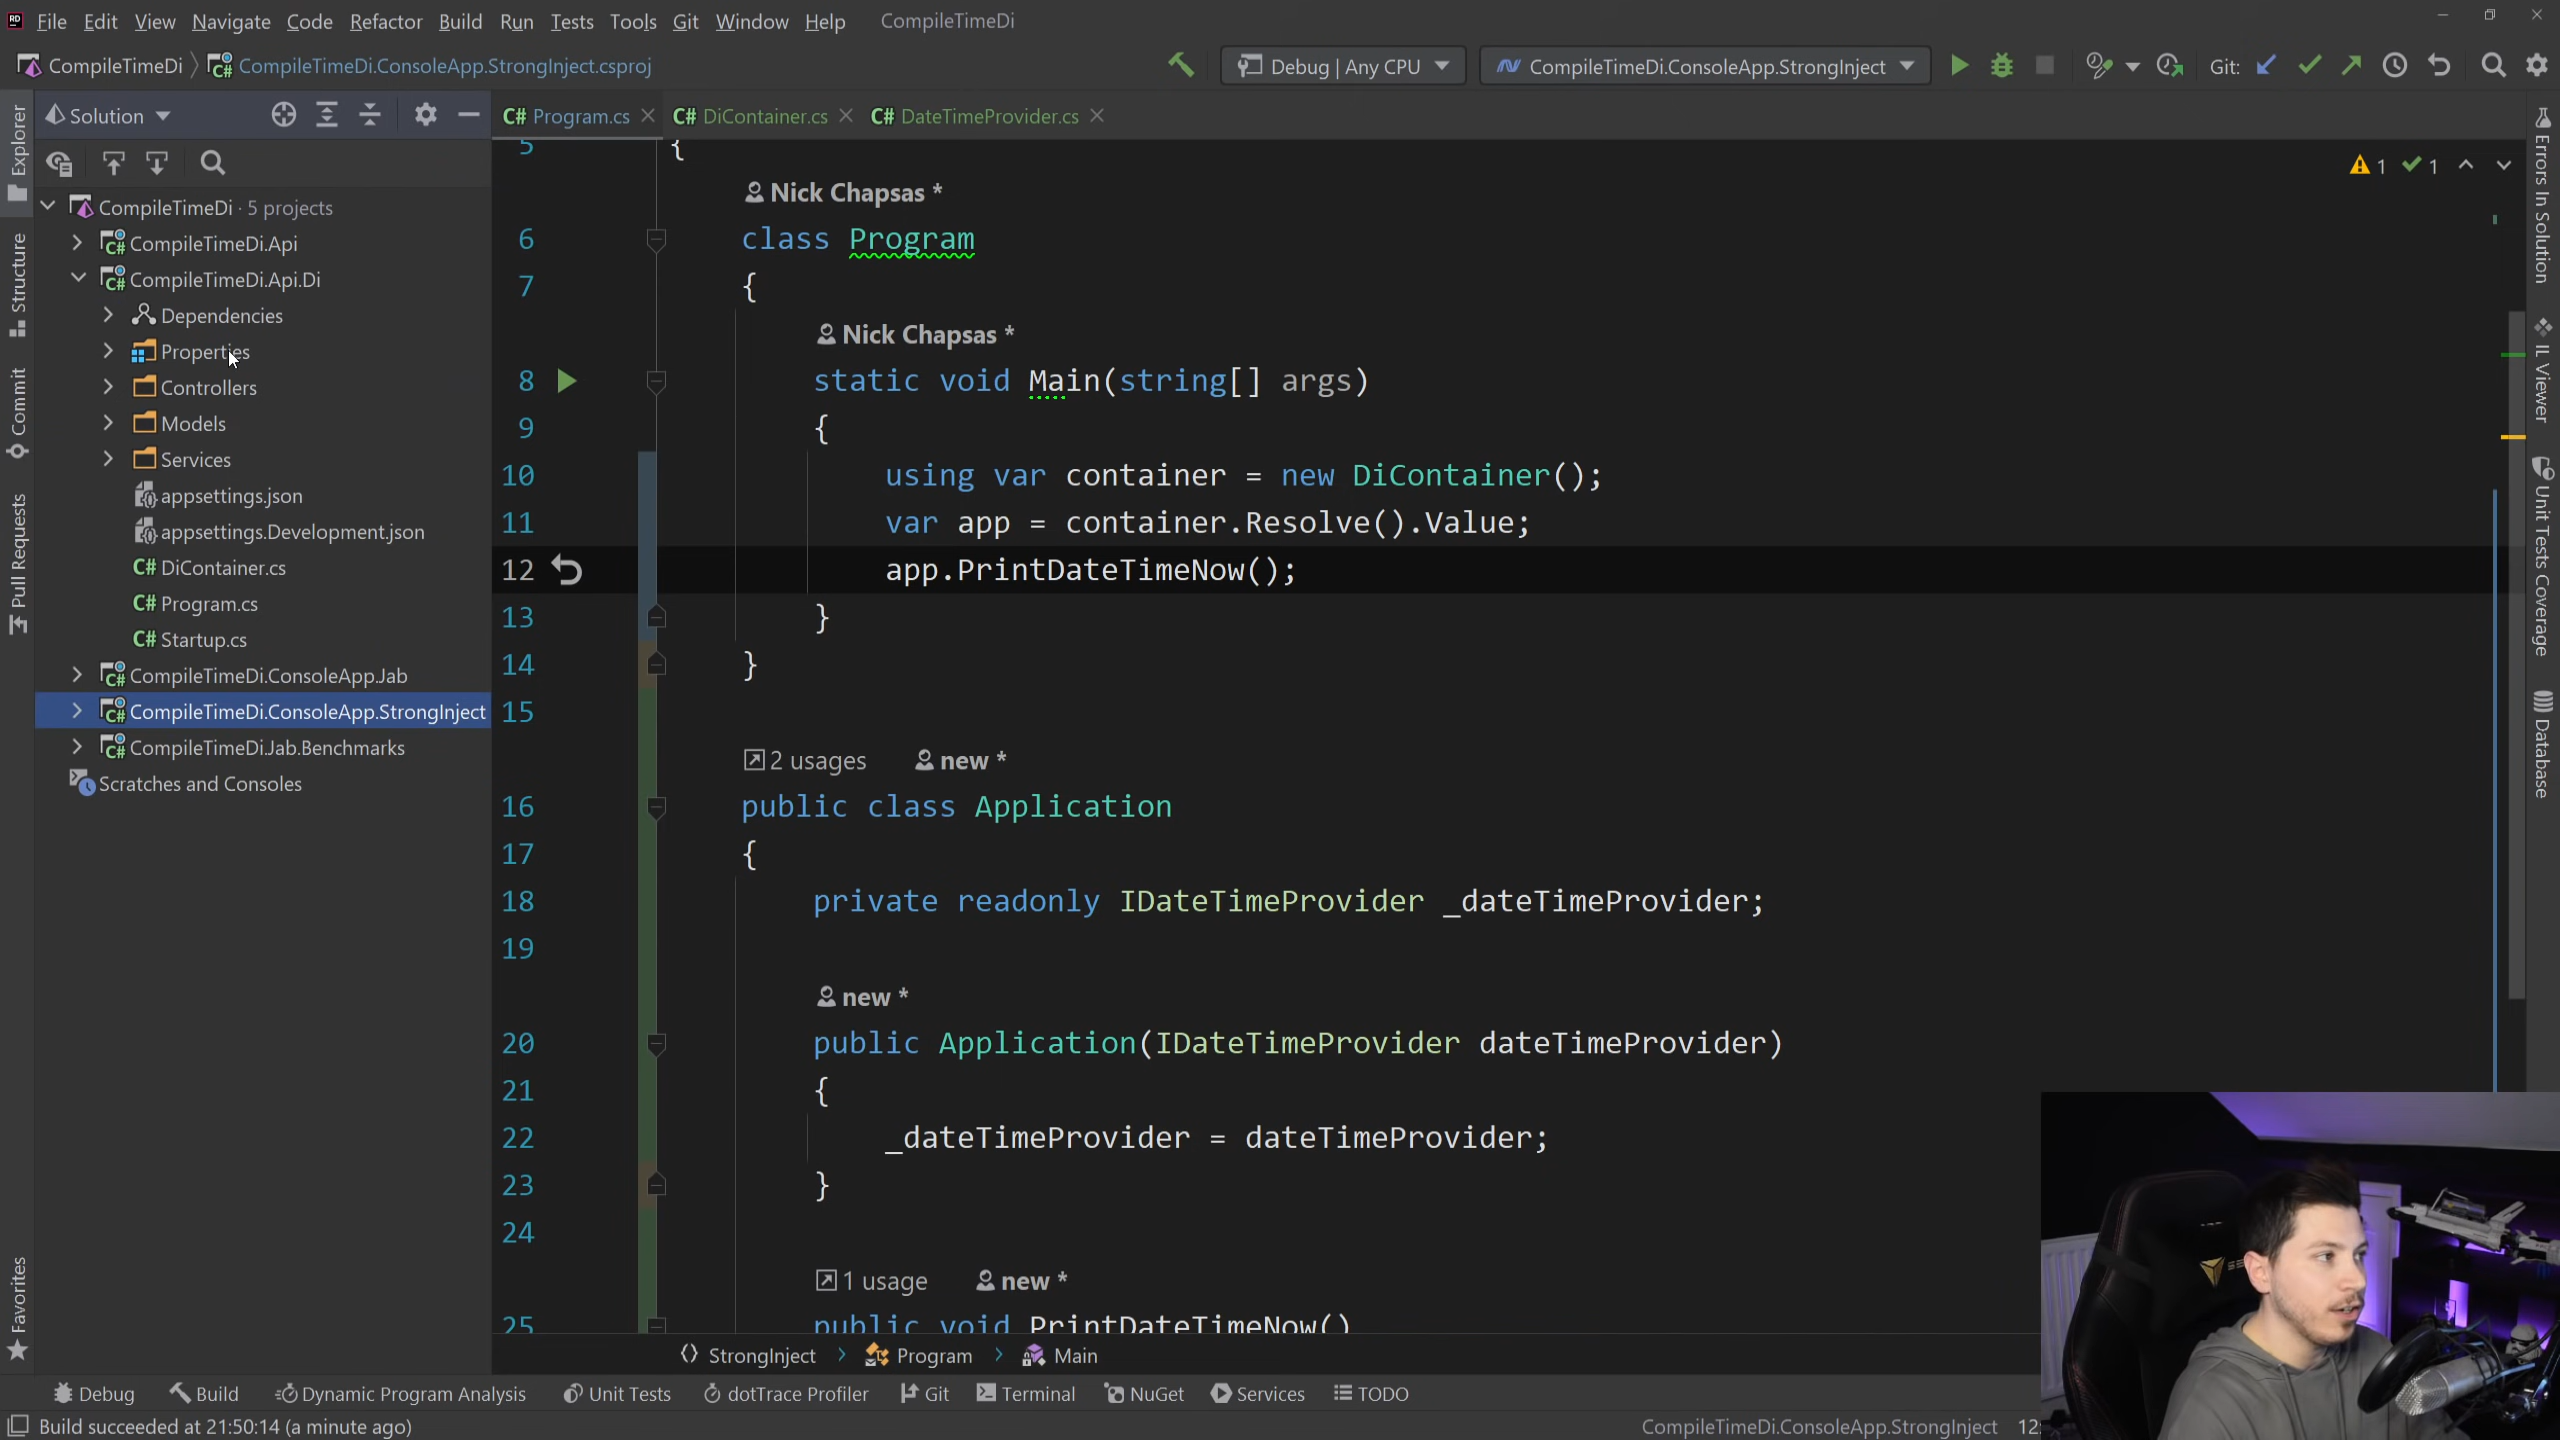 RD File Edit View Navigate Code Refactor Build Run Tests Tools Git Window Help CompileTimeDi
CompileTimeDi CompileTimeDi.ConsoleApp.StrongInject.csproj Debug | Any CPU CompileTimeDi.ConsoleApp.StrongInject Git:
Solution
C# Program.cs C# DiContainer.cs C# DateTimeProvider.cs
Explorer
Structure
Commit
Pull Requests
Favorites
CompileTimeDi · 5 projects
CompileTimeDi.Api
CompileTimeDi.Api.Di
Dependencies
Properties
Controllers
Models
Services
appsettings.json
appsettings.Development.json
C# DiContainer.cs
C# Program.cs
C# Startup.cs
CompileTimeDi.ConsoleApp.Jab
CompileTimeDi.ConsoleApp.StrongInject
CompileTimeDi.Jab.Benchmarks
Scratches and Consoles
1 1
5 {
Nick Chapsas *
6 class Program
7 {
Nick Chapsas *
8 static void Main(string[] args)
9 {
10 using var container = new DiContainer();
11 var app = container.Resolve().Value;
12 app.PrintDateTimeNow();
13 }
14 }
15
2 usages new *
16 public class Application
17 {
18 private readonly IDateTimeProvider _dateTimeProvider;
19
new *
20 public Application(IDateTimeProvider dateTimeProvider)
21 {
22 _dateTimeProvider = dateTimeProvider;
23 }
24
1 usage new *
25 public void PrintDateTimeNow()
Errors In Solution
IL Viewer
Unit Tests Coverage
Database
StrongInject Program Main
Debug Build Dynamic Program Analysis Unit Tests dotTrace Profiler Git Terminal NuGet Services TODO
Build succeeded at 21:50:14 (a minute ago) CompileTimeDi.ConsoleApp.StrongInject 12